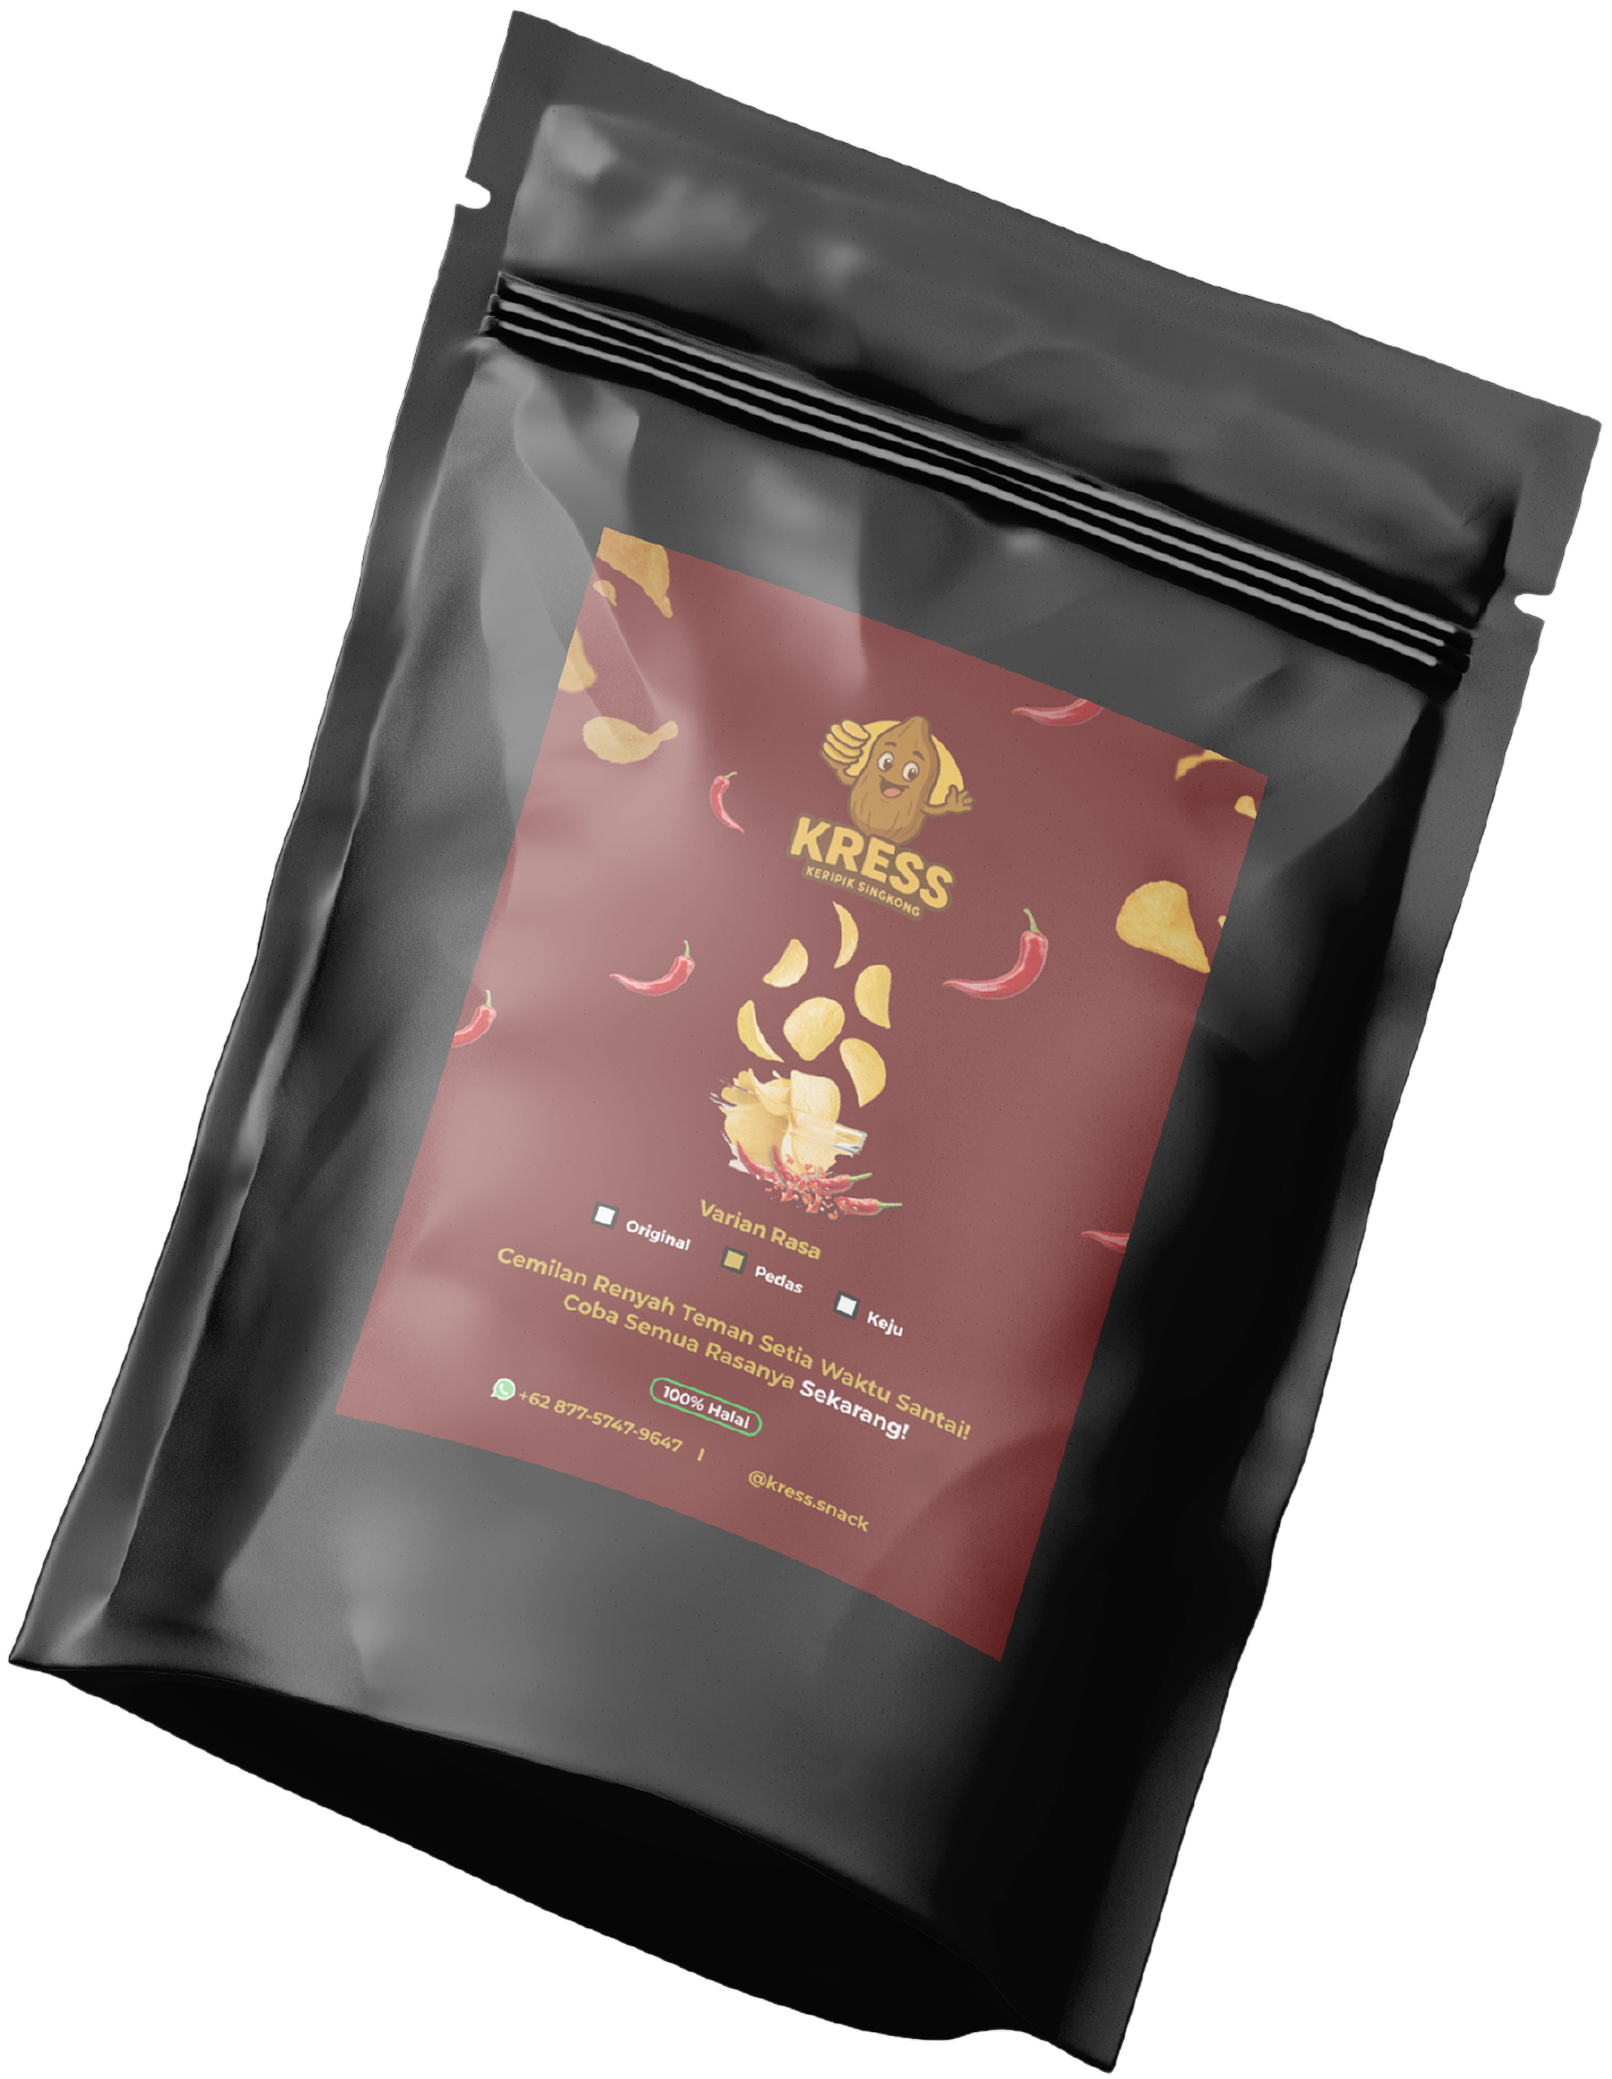 KRESS
KERIPIK SINGKONG
Varian Rasa
Original
Pedas
Keju
Cemilan Renyah Teman Setia Waktu Santai!
Coba Semua Rasanya Sekarang!
100% Halal
+62 877-5747-9647 I @kress.snack